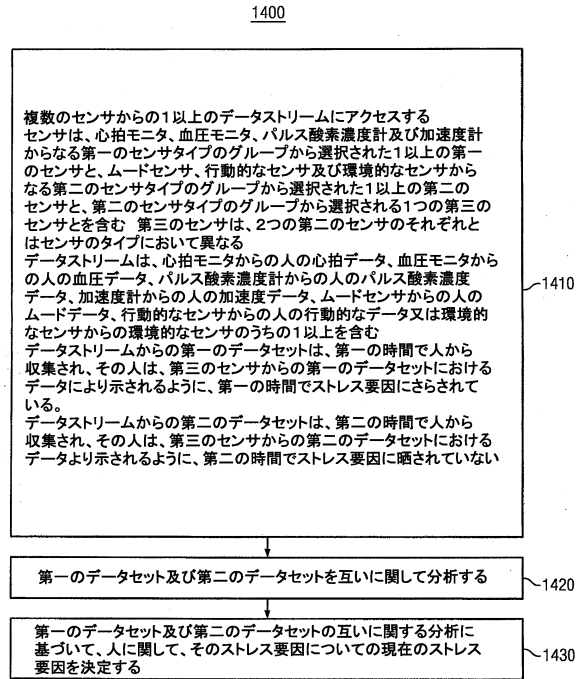 1400
複数のセンサからの1以上のデータストリームにアクセスする
センサは、心拍モニタ、血圧モニタ、パルス酸素濃度計及び加速度計
からなる第一のセンサタイプのグループから選択された1以上の第一
のセンサと、ムードセンサ、行動的なセンサ及び環境的なセンサから
なる第二のセンサタイプのグループから選択された1以上の第二の
センサと、第二のセンサタイプのグループから選択される1つの第三の
センサとを含む 第三のセンサは、2つの第二のセンサのそれぞれと
はセンサのタイプにおいて異なる
データストリームは、心拍モニタからの人の心拍データ、血圧モニタから
の人の血圧データ、パルス酸素濃度計からの人のパルス酸素濃度
データ、加速度計からの人の加速度データ、ムードセンサからの人の
ムードデータ、行動的なセンサからの人の行動的なデータ又は環境的
なセンサからの環境的なセンサのうちの1以上を含む
データストリームからの第一のデータセットは、第一の時間で人から
収集され、その人は、第三のセンサからの第一のデータセットにおける
データにより示されるように、第一の時間でストレス要因にさらされて
いる。
データストリームからの第二のデータセットは、第二の時間で人から
収集され、その人は、第三のセンサからの第二のデータセットにおける
データより示されるように、第二の時間でストレス要因に晒されていない
1410
第一のデータセット及び第二のデータセットを互いに関して分析する
1420
第一のデータセット及び第二のデータセットの互いに関する分析に
基づいて、人に関して、そのストレス要因についての現在のストレス
要因を決定する
1430